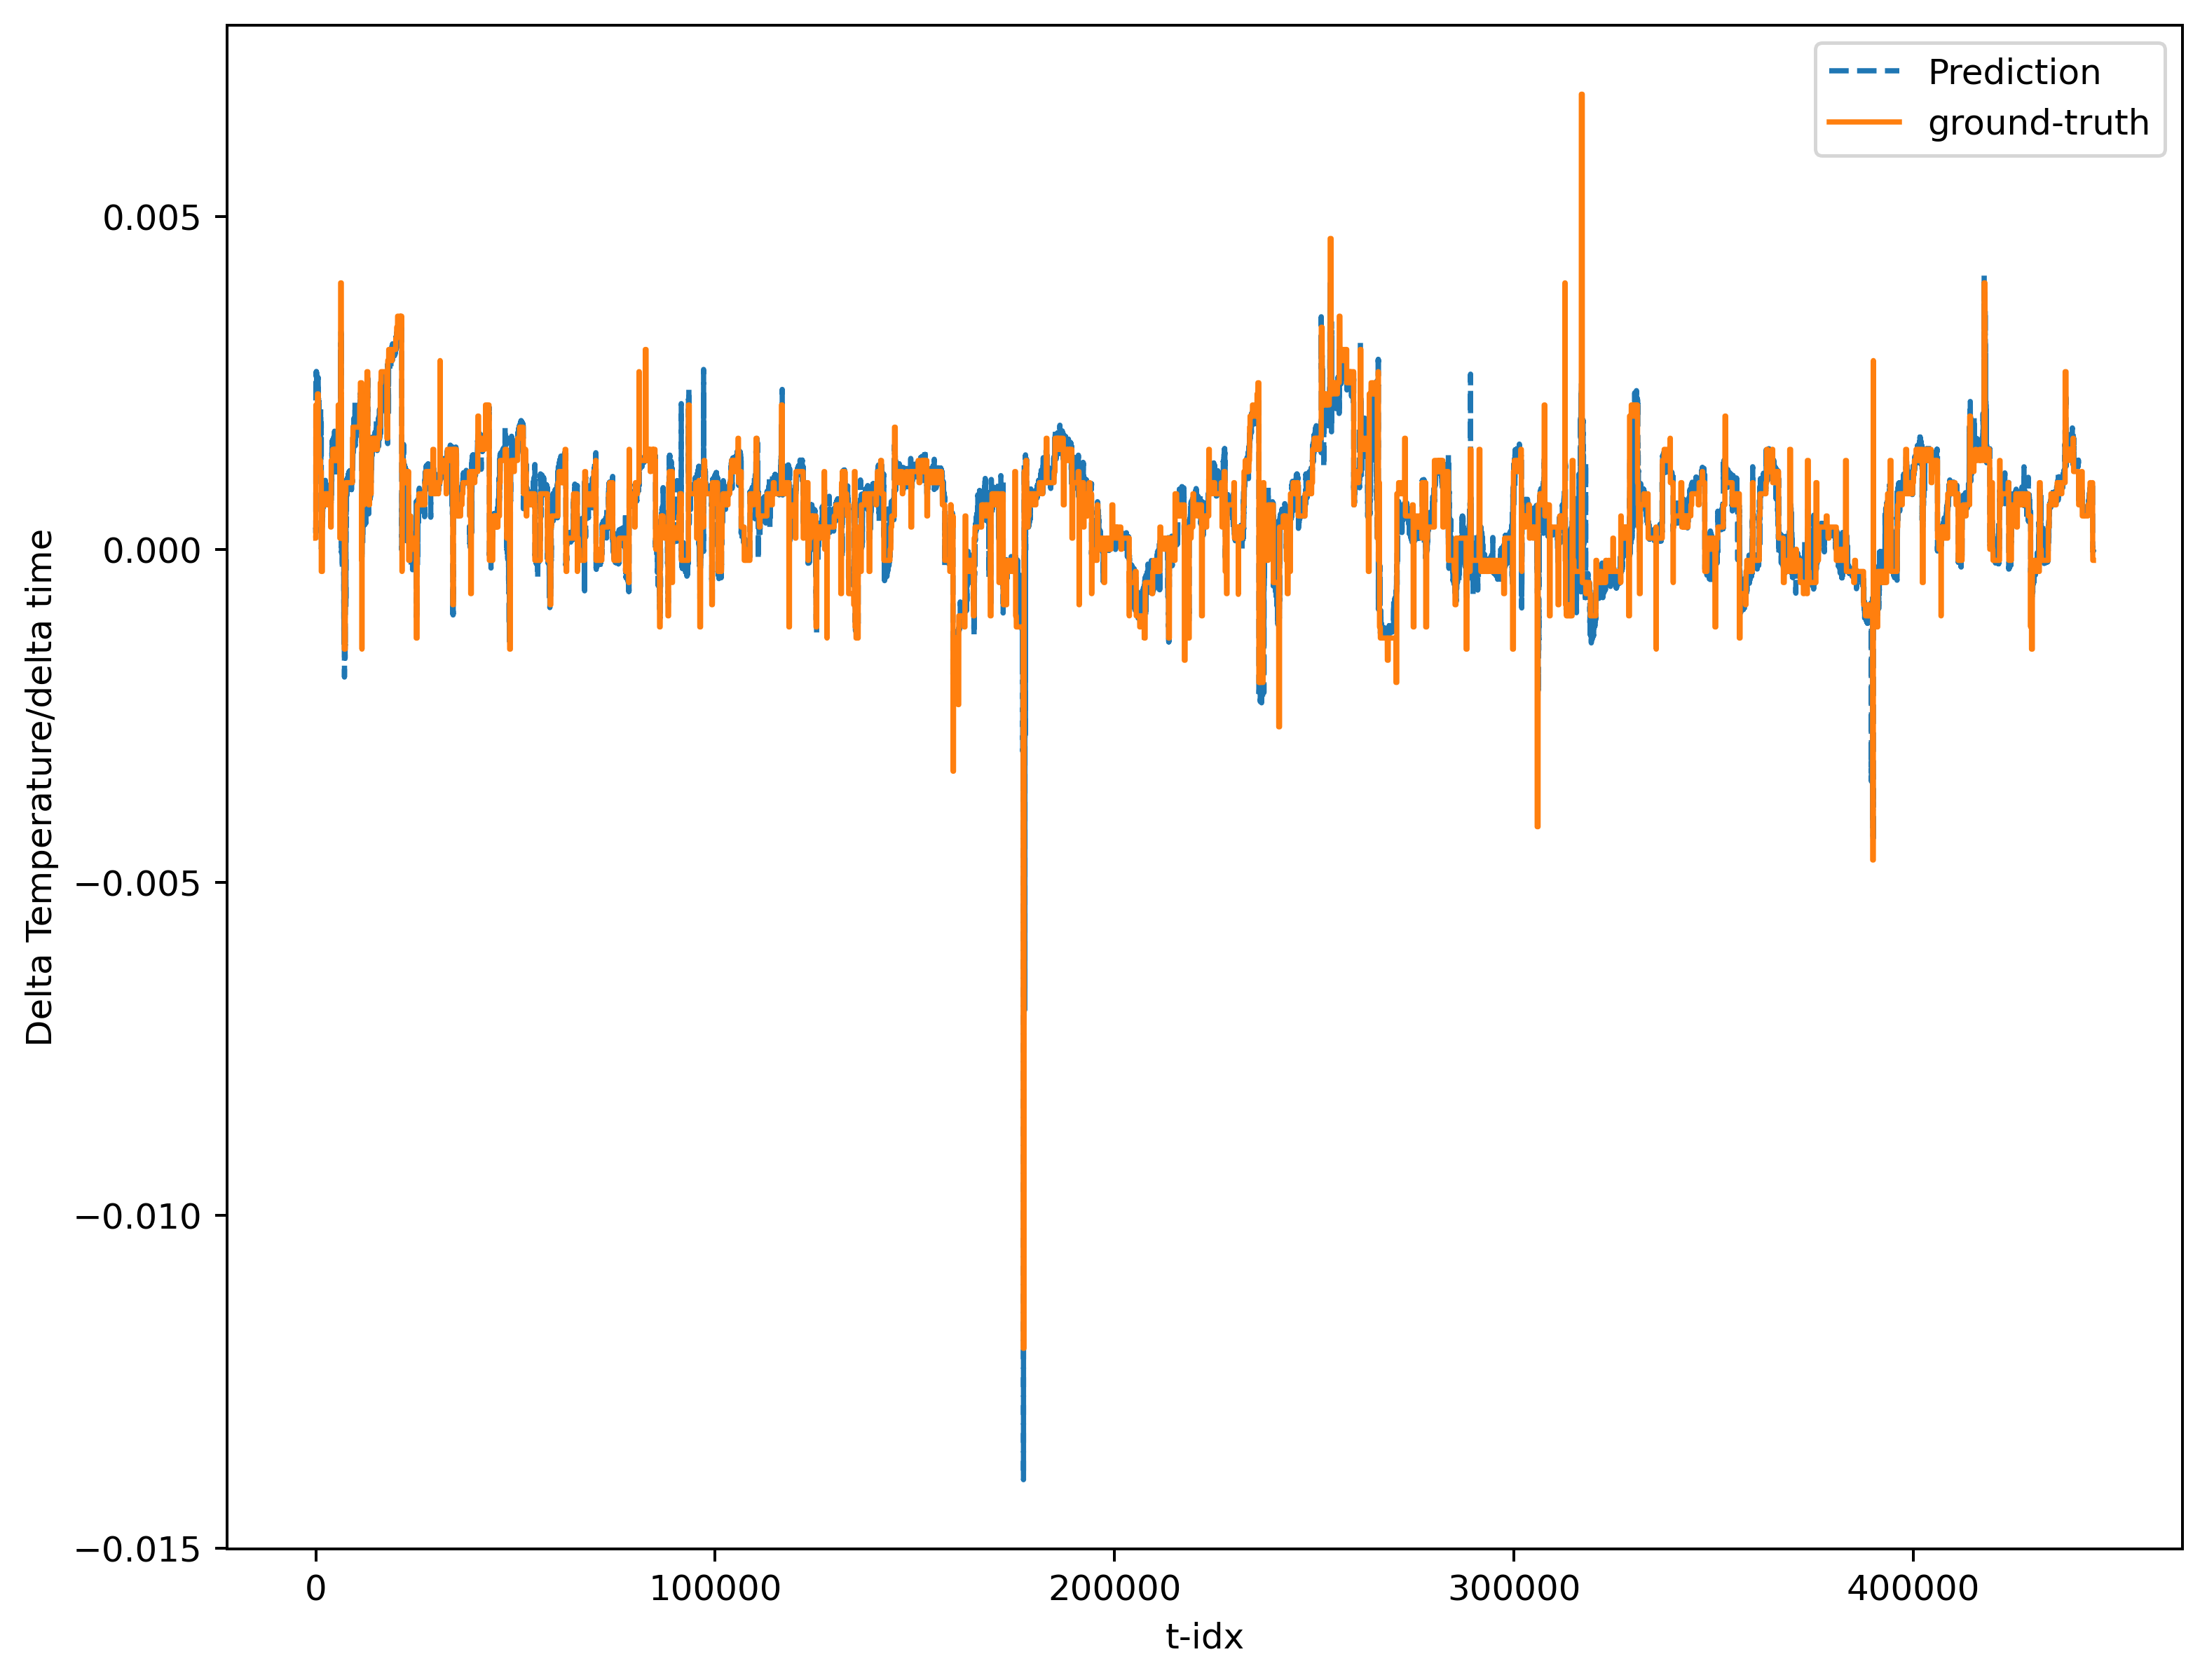 Prediction
ground-truth
0.005
0.000
−0.005
−0.010
−0.015
Delta Temperature/delta time
0
100000
200000
300000
400000
t-idx